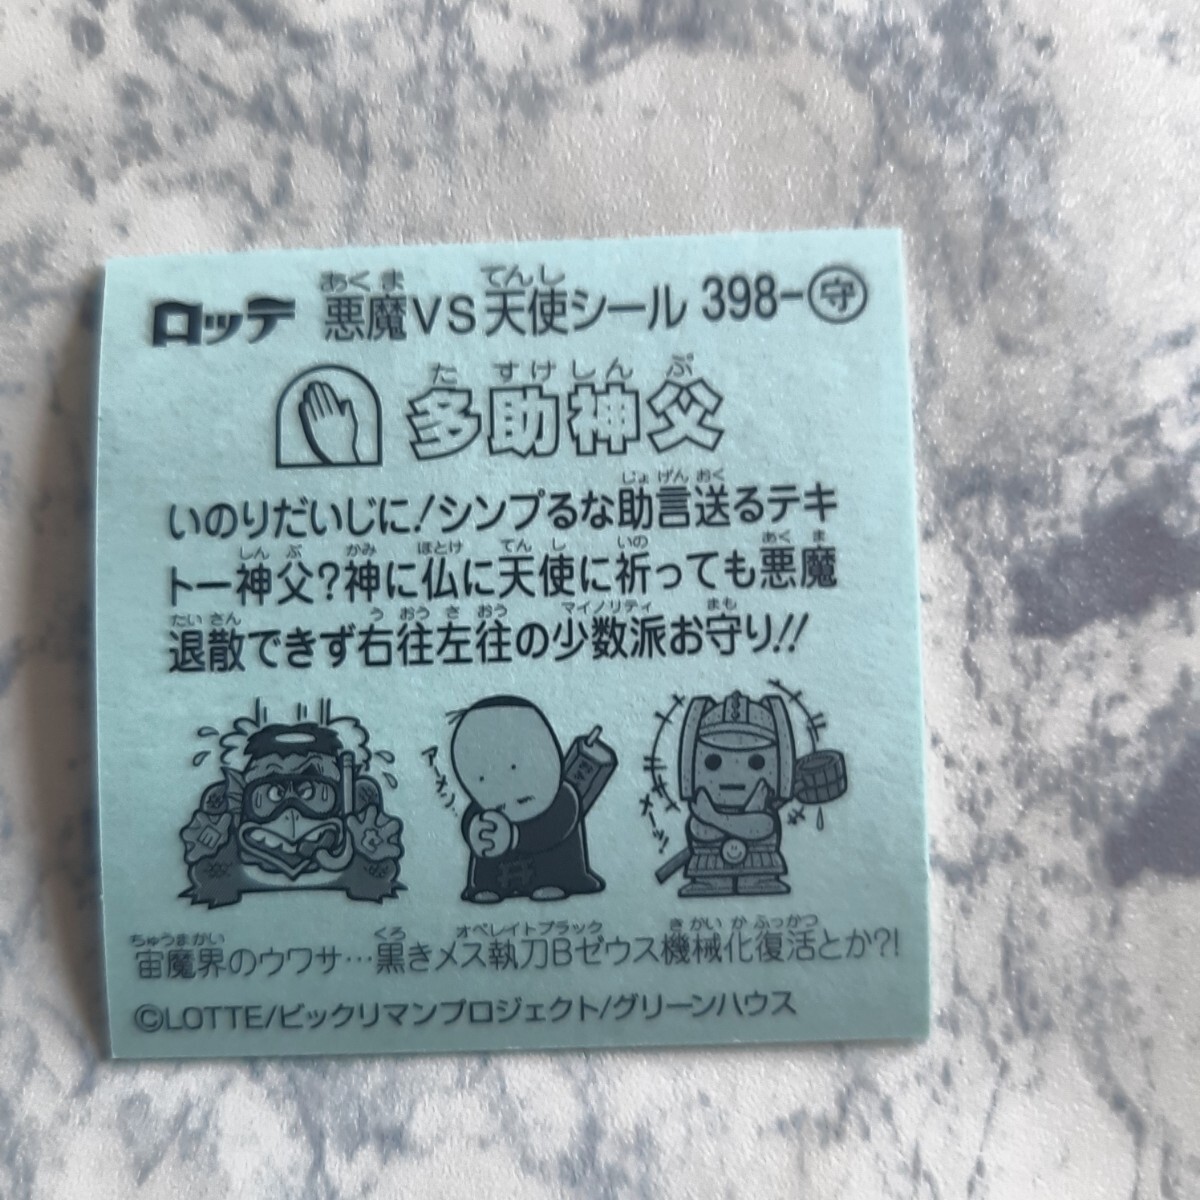 ロッテ 悪魔VS天使シール 398-守
あくま てんし
多助神父
た すけ しん ぷ
いのりだいじに!シンプるな助言送るテキ
じょ げん おく
トー神父?神に仏に天使に祈っても悪魔
しん ぷ かみ ほとけ てん し いの あく ま
退散できず右往左往の少数派お守り!!
たい さん う おう さ おう マイノリティ まも
アーメン…
メーッ!
宙魔界のウワサ…黒きメス執刀Bゼウス機械化復活とか?!
ちゅうまかい くろ オペレイトブラック き かい か ふっかつ
©LOTTE/ビックリマンプロジェクト/グリーンハウス